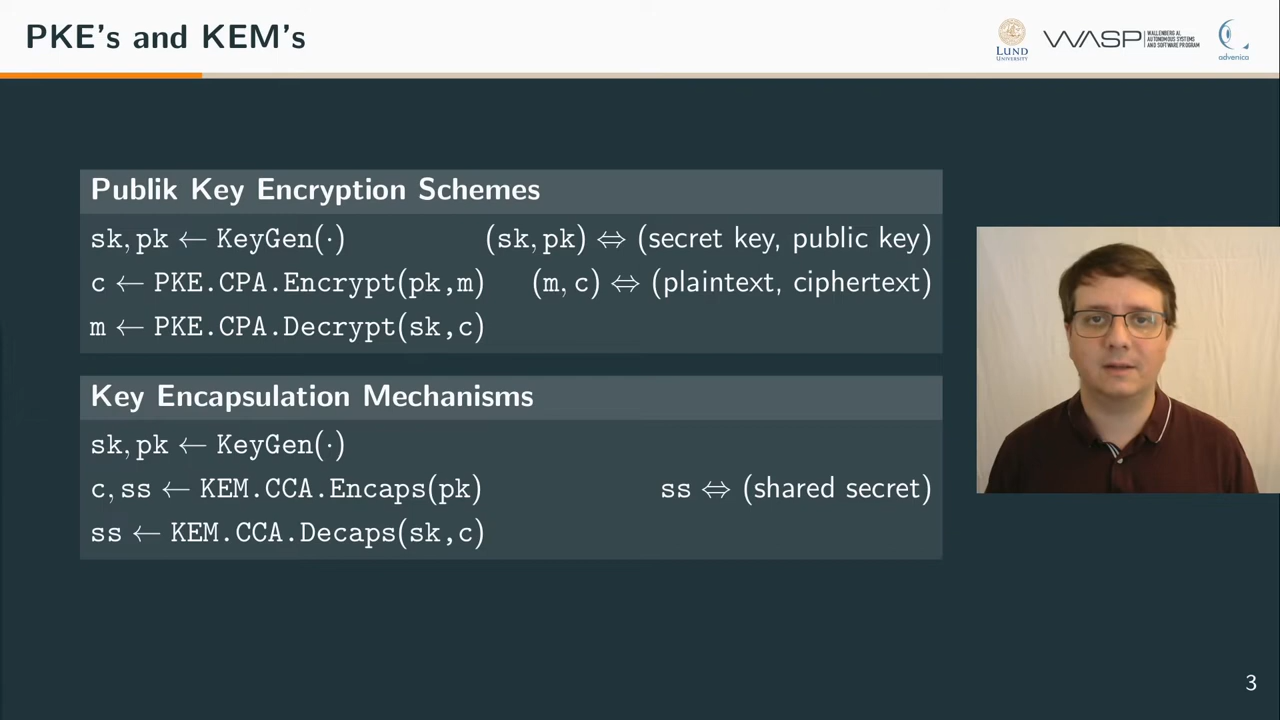 PKE's and KEM's
LUND
UNIVERSITY
WASP
WALLENBERG AI,
AUTONOMOUS SYSTEMS
AND SOFTWARE PROGRAM
advenica
Publik Key Encryption Schemes
sk, pk ← KeyGen(·) (sk, pk) ⇔ (secret key, public key)
c ← PKE.CPA.Encrypt(pk,m) (m, c) ⇔ (plaintext, ciphertext)
m ← PKE.CPA.Decrypt(sk,c)
Key Encapsulation Mechanisms
sk, pk ← KeyGen(·)
c, ss ← KEM.CCA.Encaps(pk) ss ⇔ (shared secret)
ss ← KEM.CCA.Decaps(sk,c)
3